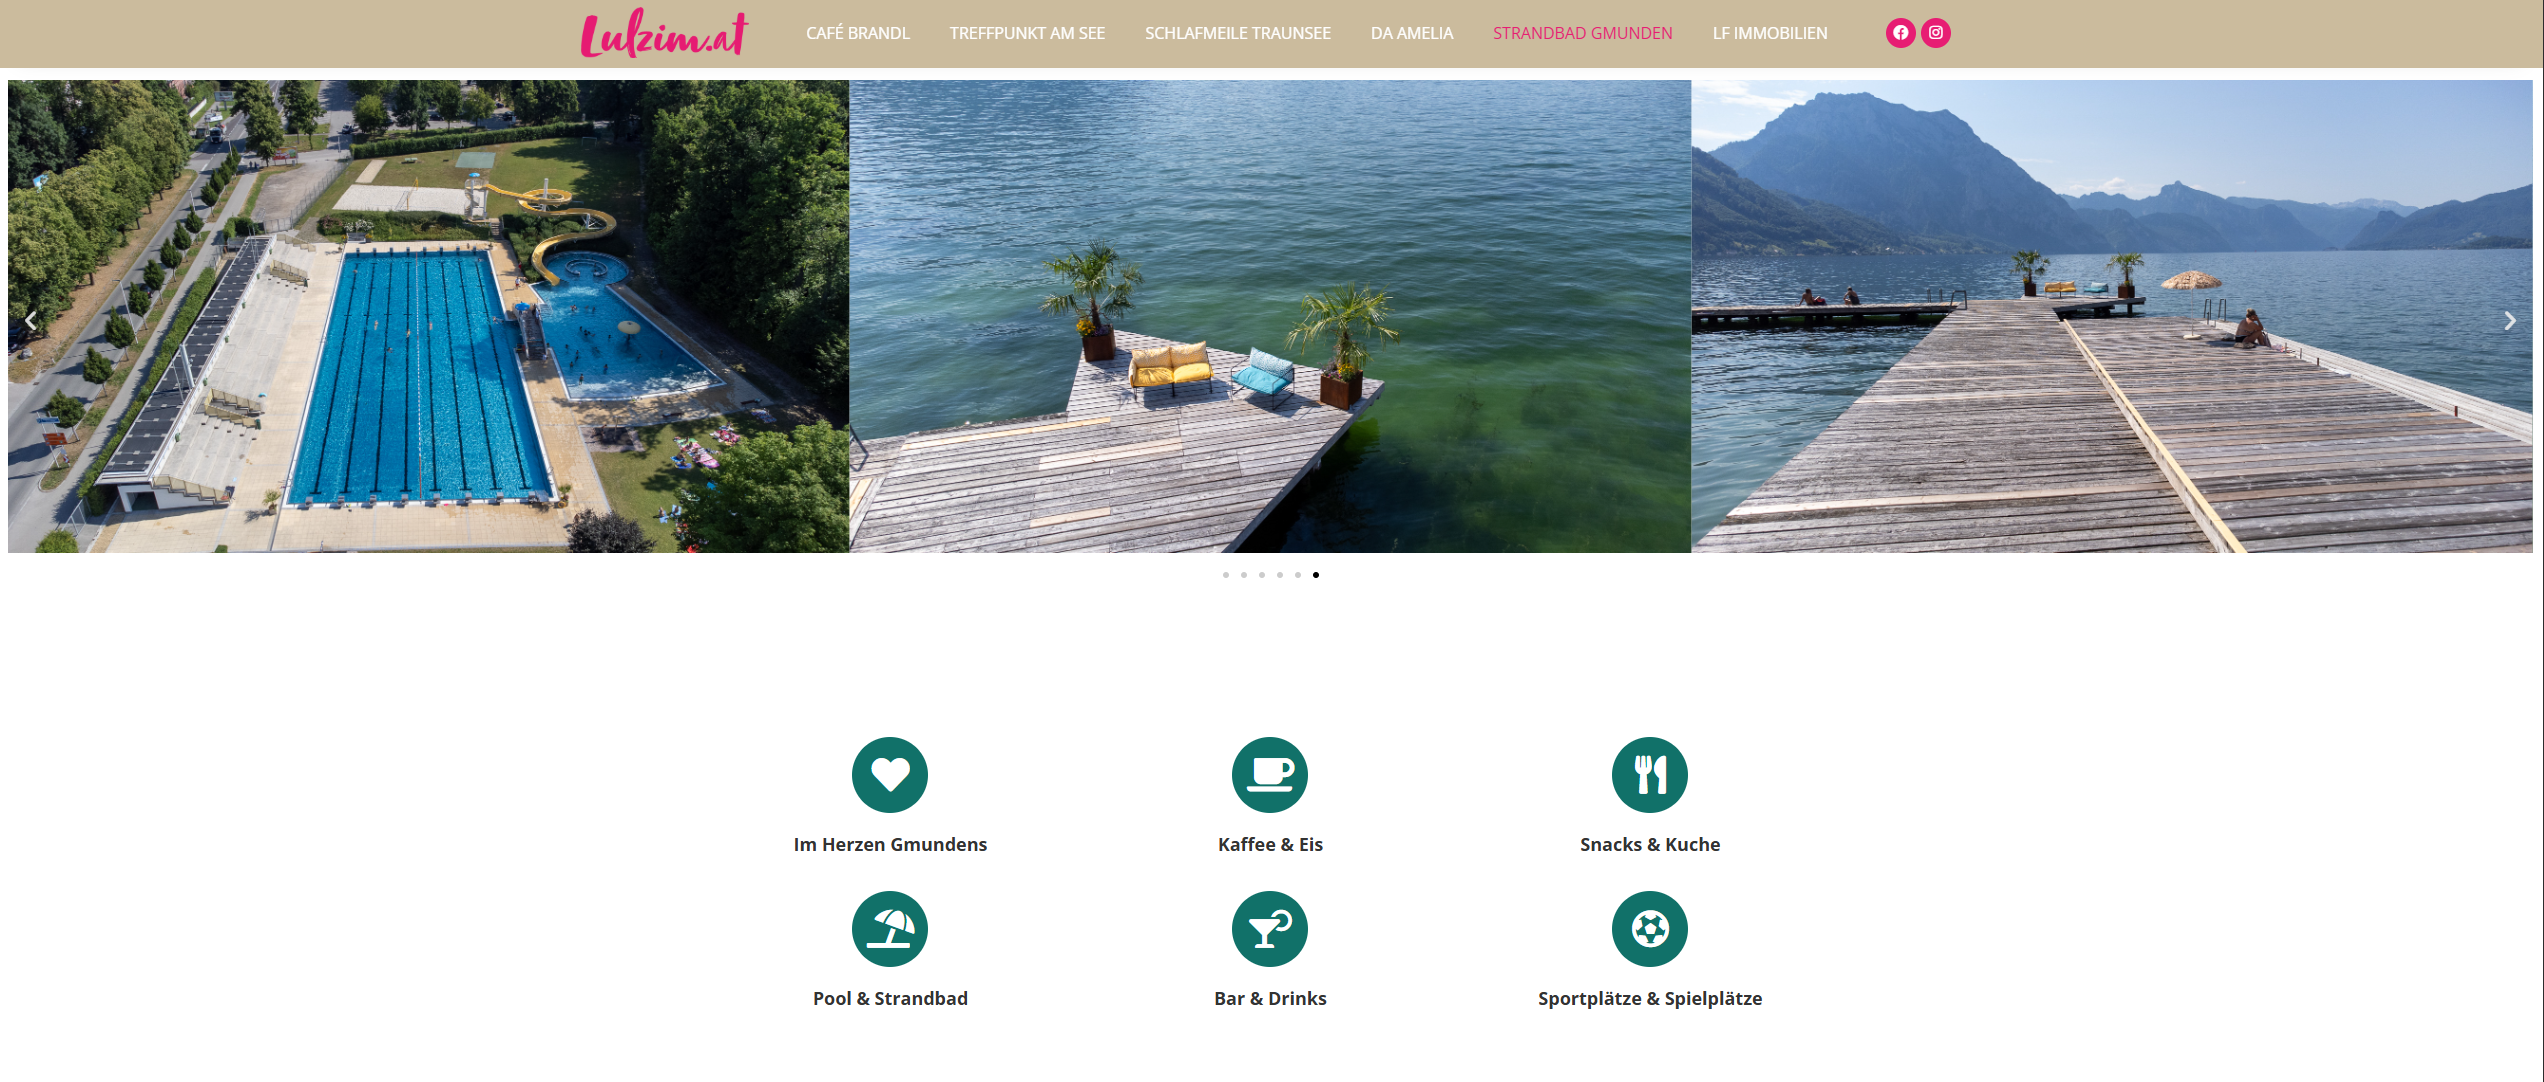 Lulzim.at
CAFÉ BRANDL
TREFFPUNKT AM SEE
SCHLAFMEILE TRAUNSEE
DA AMELIA
STRANDBAD GMUNDEN
LF IMMOBILIEN
Im Herzen Gmundens
Kaffee & Eis
Snacks & Kuche
Pool & Strandbad
Bar & Drinks
Sportplätze & Spielplätze